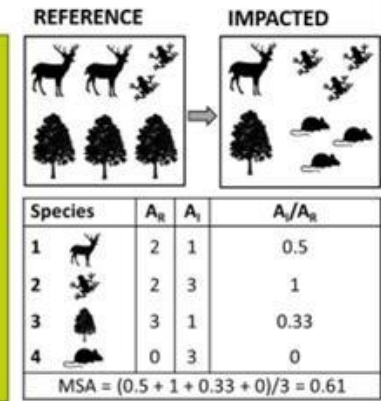 REFERENCE IMPACTED
Species A_R A_I A_I/A_R
1 2 1 0.5
2 2 3 1
3 3 1 0.33
4 0 3 0
MSA = (0.5 + 1 + 0.33 + 0)/3 = 0.61